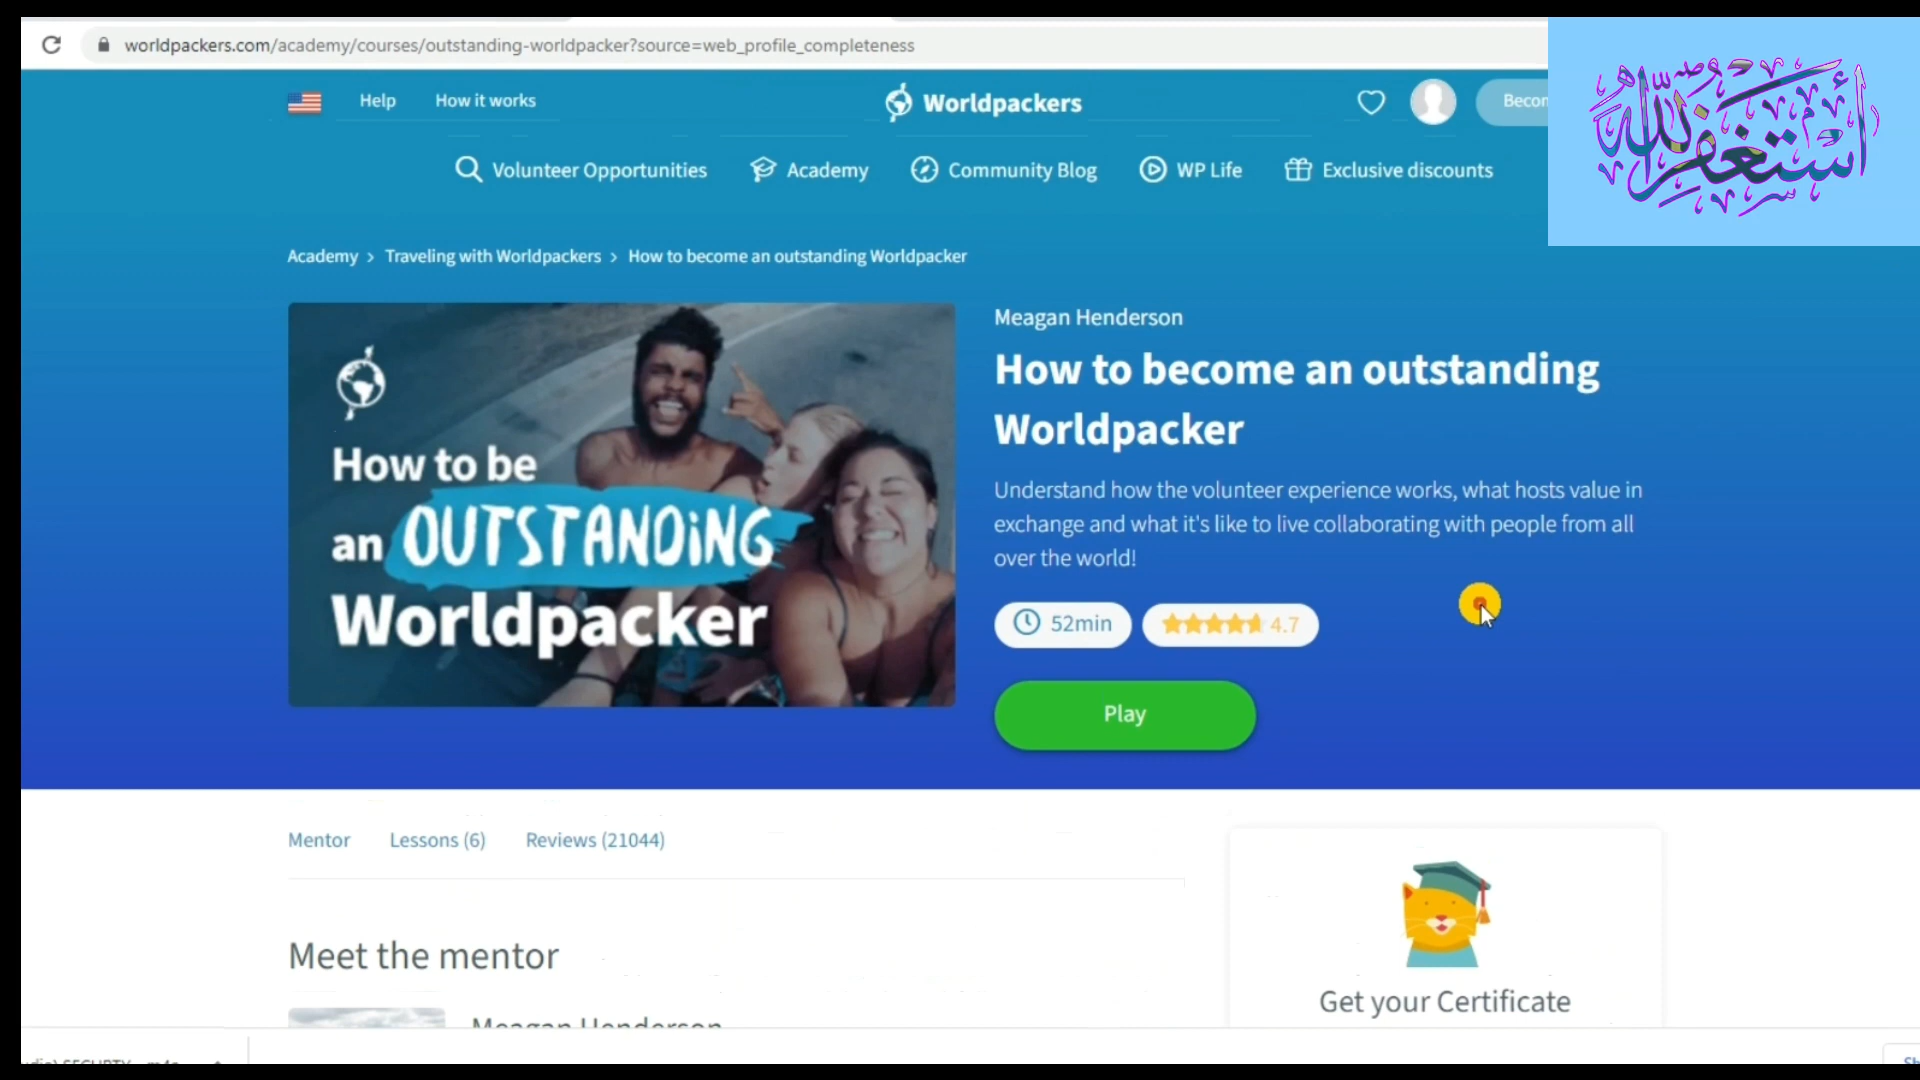 worldpackers.com/academy/courses/outstanding-worldpacker?source=web_profile_completeness
Help
How it works
Worldpackers
Becom
أستغفر الله
Volunteer Opportunities
Academy
Community Blog
WP Life
Exclusive discounts
Academy > Traveling with Worldpackers > How to become an outstanding Worldpacker
How to be
an OUTSTANDiNG
Worldpacker
Meagan Henderson
How to become an outstanding
Worldpacker
Understand how the volunteer experience works, what hosts value in
exchange and what it's like to live collaborating with people from all
over the world!
52min
4.7
Play
Mentor
Lessons (6)
Reviews (21044)
Meet the mentor
Meagan Henderson
Get your Certificate